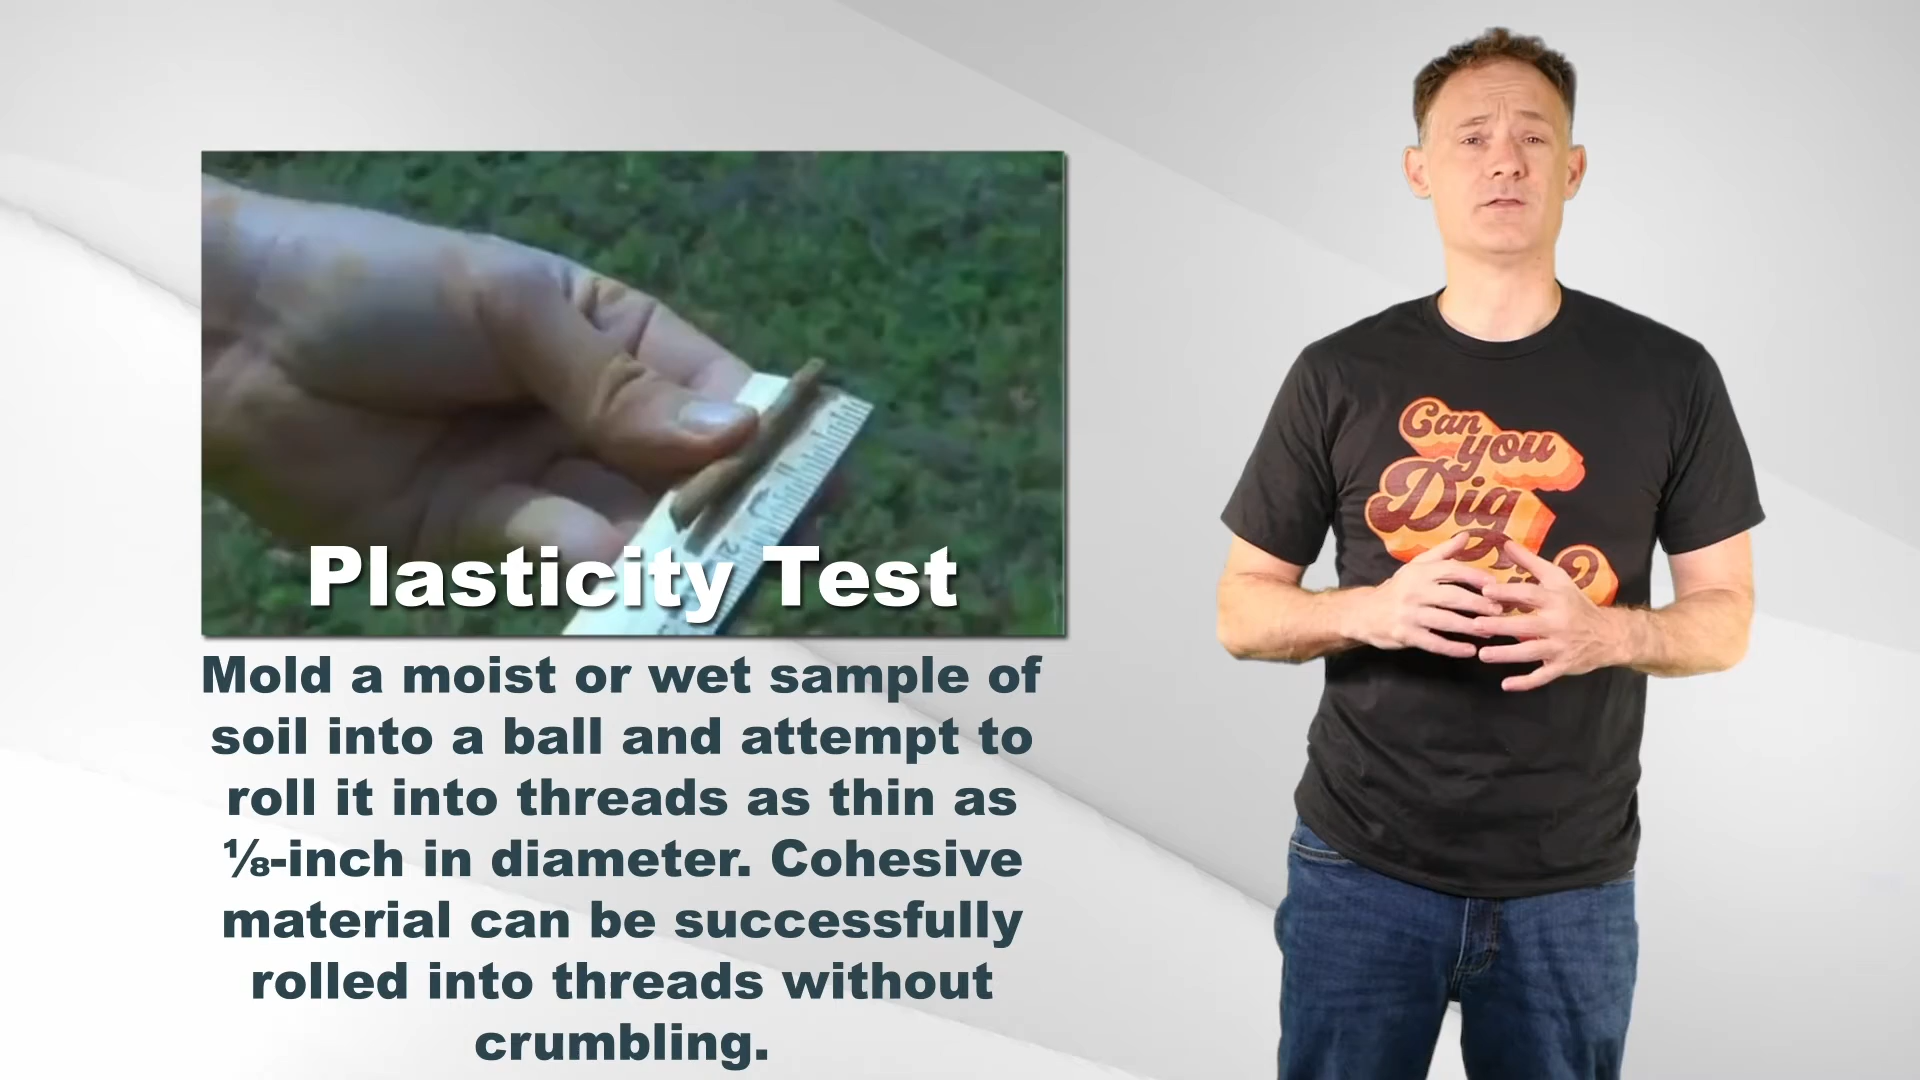 Plasticity Test
Mold a moist or wet sample of
soil into a ball and attempt to
roll it into threads as thin as
⅛-inch in diameter. Cohesive
material can be successfully
rolled into threads without
crumbling.
Can
you
Dig